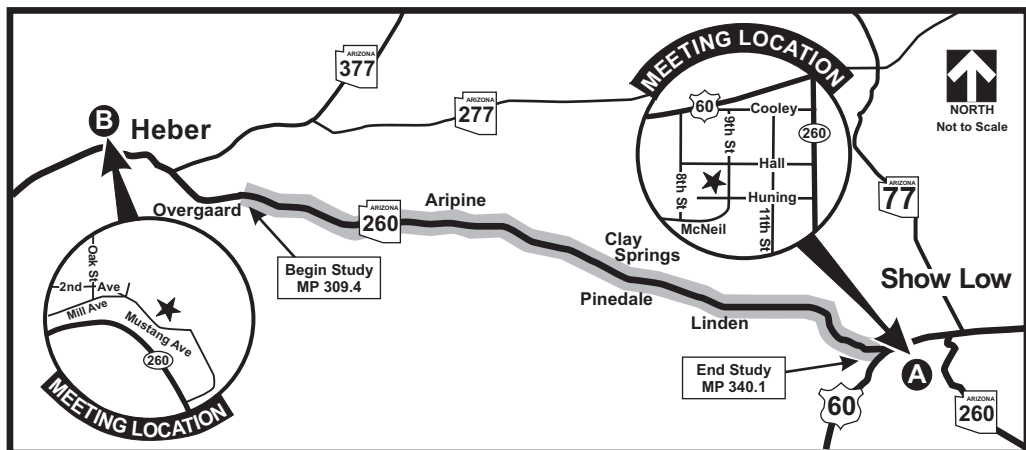 ARIZONA
377
ARIZONA
277
MEETING LOCATION
60
Cooley
9th St
260
Hall
8th St
Huning
McNeil
11th St
NORTH
Not to Scale
B
Heber
Overgaard
ARIZONA
260
Aripine
ARIZONA
77
Begin Study
MP 309.4
Clay
Springs
Pinedale
Linden
Show Low
Oak St
2nd Ave
Mill Ave
Mustang Ave
260
MEETING LOCATION
End Study
MP 340.1
A
60
ARIZONA
260